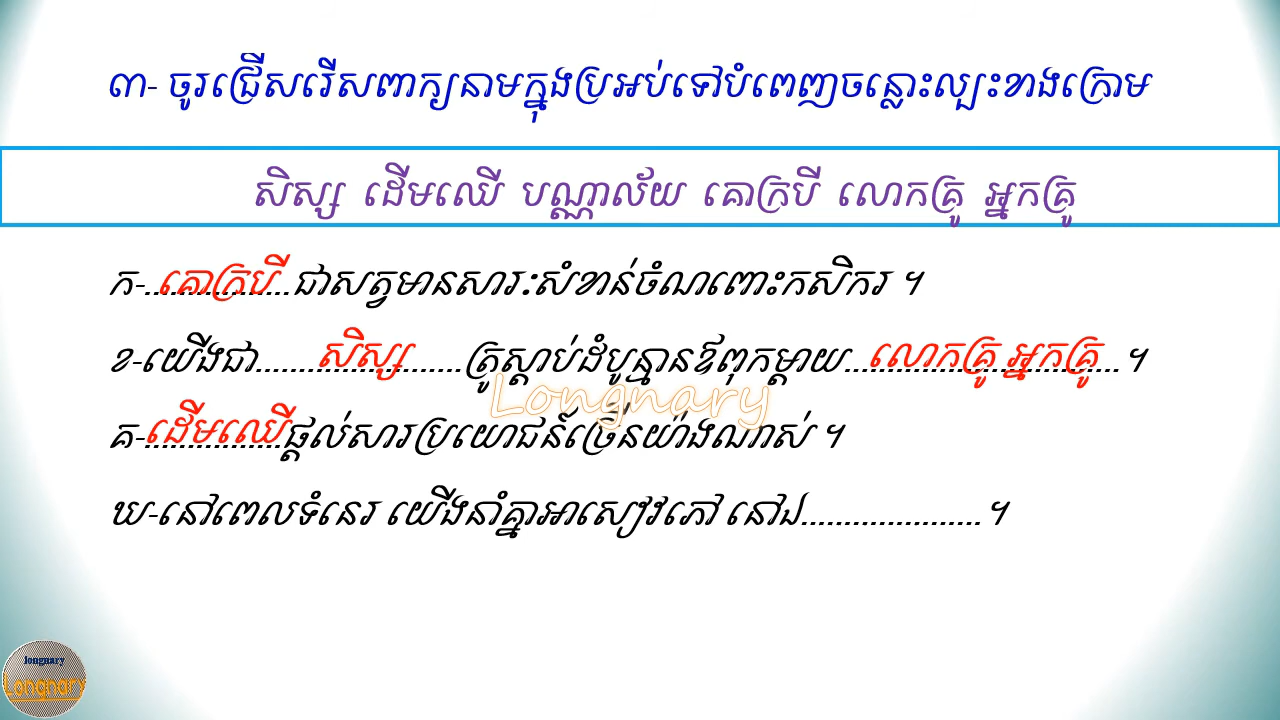 ៣- ចូរជ្រើសរើសពាក្យនាមក្នុងប្រអប់ទៅបំពេញចន្លោះល្បះខាងក្រោម
សិស្ស ដើមឈើ បណ្ណាល័យ គោក្របី លោកគ្រូ អ្នកគ្រូ
ក-..គោក្របី..ជាសត្វមានសារៈសំខាន់ចំណពោះកសិករ ។
ខ-យើងជា.......សិស្ស......ត្រូស្តាប់ដំបូន្មានឪពុកម្តាយ...លោកគ្រូ អ្នកគ្រូ...។
Longnary
គ-ដើមឈើផ្តល់សារប្រយោជន៍ច្រើនយ៉ាងណាស់ ។
ឃ-នៅពេលទំនេរ យើងនាំគ្នាអាសៀវភៅ នៅឯ.....................។
longnary
Longnary